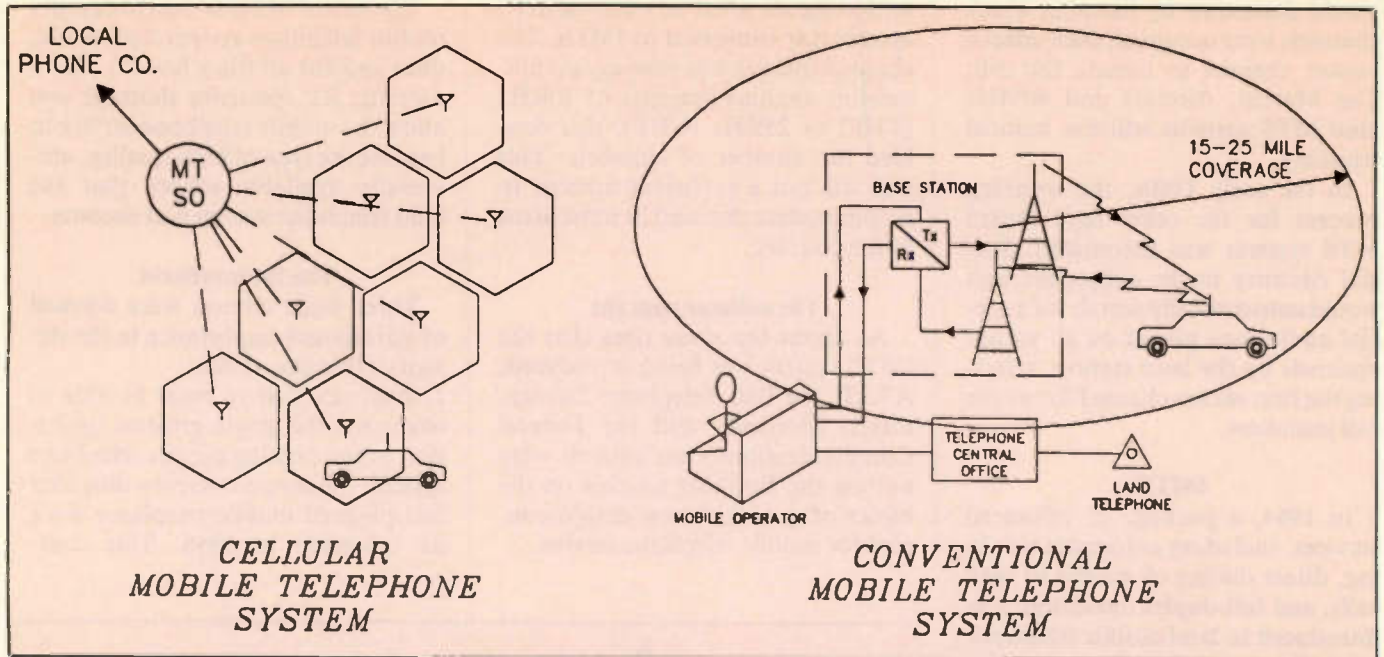 LOCAL
PHONE CO.
MT
SO
CELLULAR
MOBILE TELEPHONE
SYSTEM
15-25 MILE
COVERAGE
BASE STATION
Tx
Rx
TELEPHONE
CENTRAL
OFFICE
LAND
TELEPHONE
MOBILE OPERATOR
CONVENTIONAL
MOBILE TELEPHONE
SYSTEM